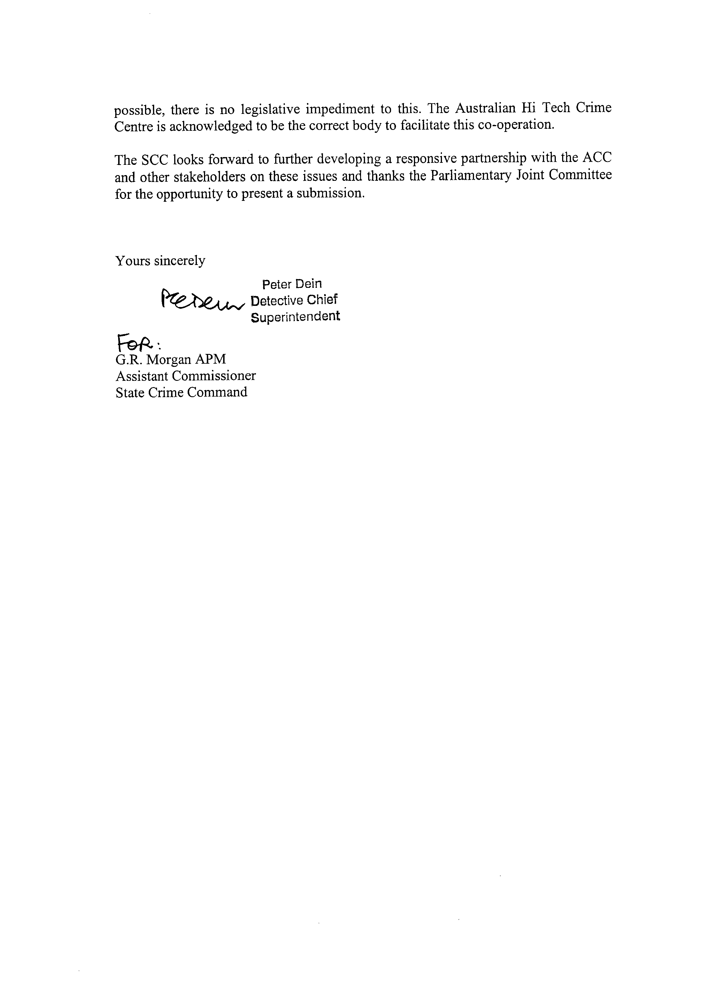 possible, there is no legislative impediment to this. The Australian Hi Tech Crime
Centre is acknowledged to be the correct body to facilitate this co-operation.
The SCC looks forward to further developing a responsive partnership with the ACC
and other stakeholders on these issues and thanks the Parliamentary Joint Committee
for the opportunity to present a submission.
Yours sincerely
Peter Dein
Detective Chief
Superintendent
FOR:
G.R. Morgan APM
Assistant Commissioner
State Crime Command